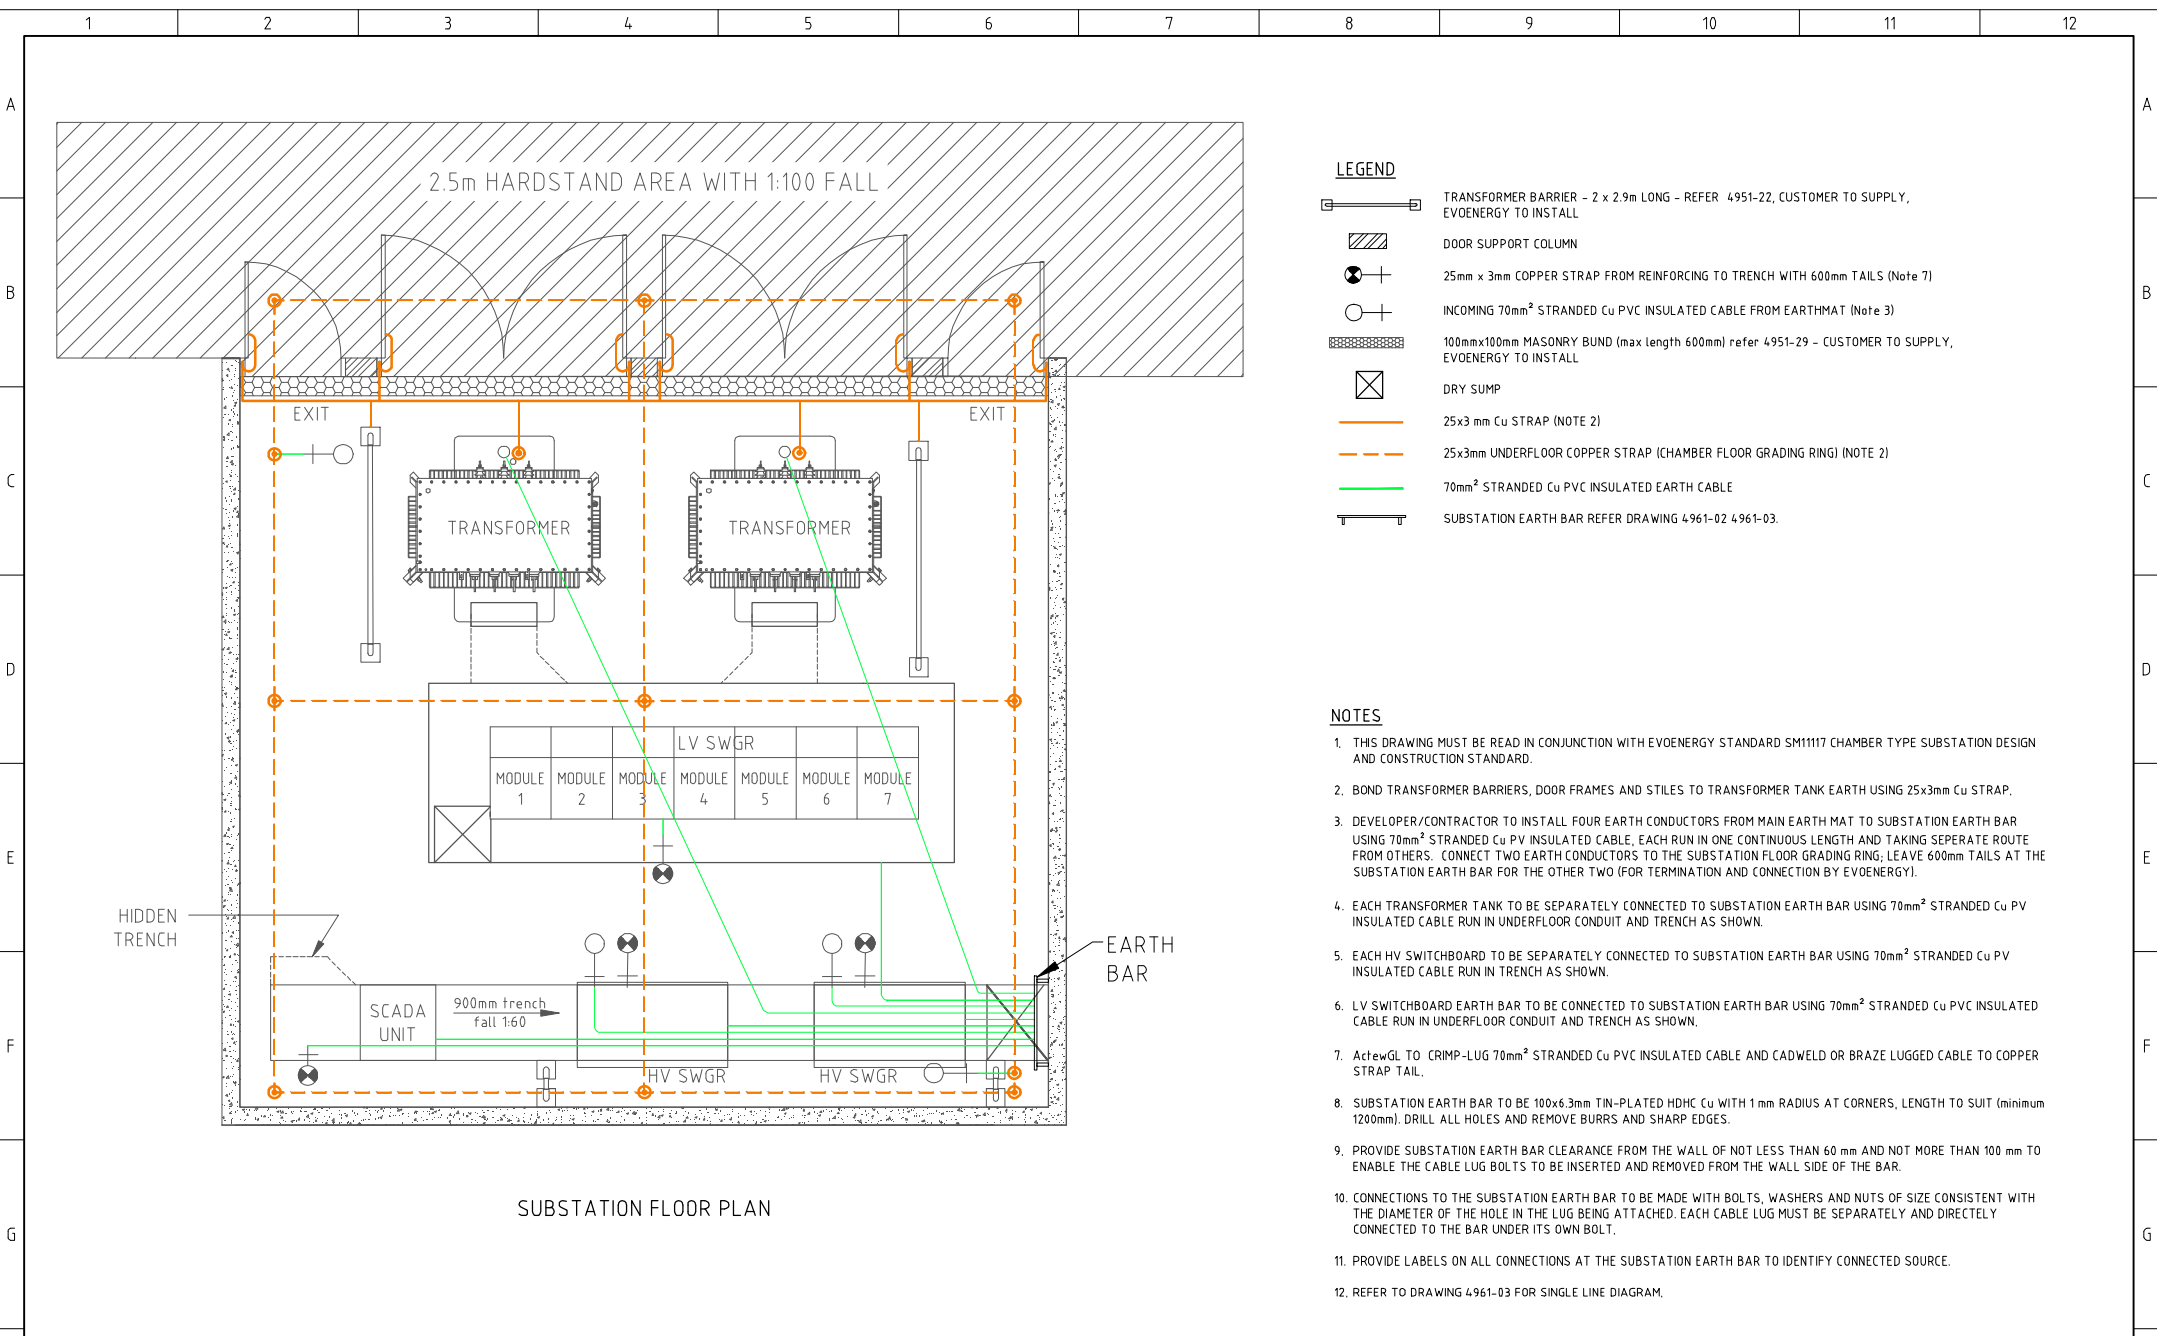 1 2 3 4 5 6 7 8 9 10 11 12
A A
2.5m HARDSTAND AREA WITH 1:100 FALL
B B
EXIT EXIT
C C
TRANSFORMER TRANSFORMER
D D
LV SWGR
MODULE 1
MODULE 2
MODULE 3
MODULE 4
MODULE 5
MODULE 6
MODULE 7
E E
HIDDEN
TRENCH
EARTH
BAR
SCADA
UNIT
900mm trench
fall 1:60
F F
HV SWGR HV SWGR
SUBSTATION FLOOR PLAN
G G
LEGEND
TRANSFORMER BARRIER - 2 x 2.9m LONG - REFER 4951-22, CUSTOMER TO SUPPLY,
EVOENERGY TO INSTALL
DOOR SUPPORT COLUMN
25mm x 3mm COPPER STRAP FROM REINFORCING TO TRENCH WITH 600mm TAILS (Note 7)
INCOMING 70mm² STRANDED Cu PVC INSULATED CABLE FROM EARTHMAT (Note 3)
100mmx100mm MASONRY BUND (max length 600mm) refer 4951-29 - CUSTOMER TO SUPPLY,
EVOENERGY TO INSTALL
DRY SUMP
25x3 mm Cu STRAP (NOTE 2)
25x3mm UNDERFLOOR COPPER STRAP (CHAMBER FLOOR GRADING RING) (NOTE 2)
70mm² STRANDED Cu PVC INSULATED EARTH CABLE
SUBSTATION EARTH BAR REFER DRAWING 4961-02 4961-03.
NOTES
1. THIS DRAWING MUST BE READ IN CONJUNCTION WITH EVOENERGY STANDARD SM11117 CHAMBER TYPE SUBSTATION DESIGN
AND CONSTRUCTION STANDARD.
2. BOND TRANSFORMER BARRIERS, DOOR FRAMES AND STILES TO TRANSFORMER TANK EARTH USING 25x3mm Cu STRAP.
3. DEVELOPER/CONTRACTOR TO INSTALL FOUR EARTH CONDUCTORS FROM MAIN EARTH MAT TO SUBSTATION EARTH BAR
USING 70mm² STRANDED Cu PV INSULATED CABLE, EACH RUN IN ONE CONTINUOUS LENGTH AND TAKING SEPERATE ROUTE
FROM OTHERS. CONNECT TWO EARTH CONDUCTORS TO THE SUBSTATION FLOOR GRADING RING; LEAVE 600mm TAILS AT THE
SUBSTATION EARTH BAR FOR THE OTHER TWO (FOR TERMINATION AND CONNECTION BY EVOENERGY).
4. EACH TRANSFORMER TANK TO BE SEPARATELY CONNECTED TO SUBSTATION EARTH BAR USING 70mm² STRANDED Cu PV
INSULATED CABLE RUN IN UNDERFLOOR CONDUIT AND TRENCH AS SHOWN.
5. EACH HV SWITCHBOARD TO BE SEPARATELY CONNECTED TO SUBSTATION EARTH BAR USING 70mm² STRANDED Cu PV
INSULATED CABLE RUN IN TRENCH AS SHOWN.
6. LV SWITCHBOARD EARTH BAR TO BE CONNECTED TO SUBSTATION EARTH BAR USING 70mm² STRANDED Cu PVC INSULATED
CABLE RUN IN UNDERFLOOR CONDUIT AND TRENCH AS SHOWN.
7. ActewGL TO CRIMP-LUG 70mm² STRANDED Cu PVC INSULATED CABLE AND CADWELD OR BRAZE LUGGED CABLE TO COPPER
STRAP TAIL.
8. SUBSTATION EARTH BAR TO BE 100x6.3mm TIN-PLATED HDHC Cu WITH 1 mm RADIUS AT CORNERS, LENGTH TO SUIT (minimum
1200mm). DRILL ALL HOLES AND REMOVE BURRS AND SHARP EDGES.
9. PROVIDE SUBSTATION EARTH BAR CLEARANCE FROM THE WALL OF NOT LESS THAN 60 mm AND NOT MORE THAN 100 mm TO
ENABLE THE CABLE LUG BOLTS TO BE INSERTED AND REMOVED FROM THE WALL SIDE OF THE BAR.
10. CONNECTIONS TO THE SUBSTATION EARTH BAR TO BE MADE WITH BOLTS, WASHERS AND NUTS OF SIZE CONSISTENT WITH
THE DIAMETER OF THE HOLE IN THE LUG BEING ATTACHED. EACH CABLE LUG MUST BE SEPARATELY AND DIRECTELY
CONNECTED TO THE BAR UNDER ITS OWN BOLT.
11. PROVIDE LABELS ON ALL CONNECTIONS AT THE SUBSTATION EARTH BAR TO IDENTIFY CONNECTED SOURCE.
12. REFER TO DRAWING 4961-03 FOR SINGLE LINE DIAGRAM.